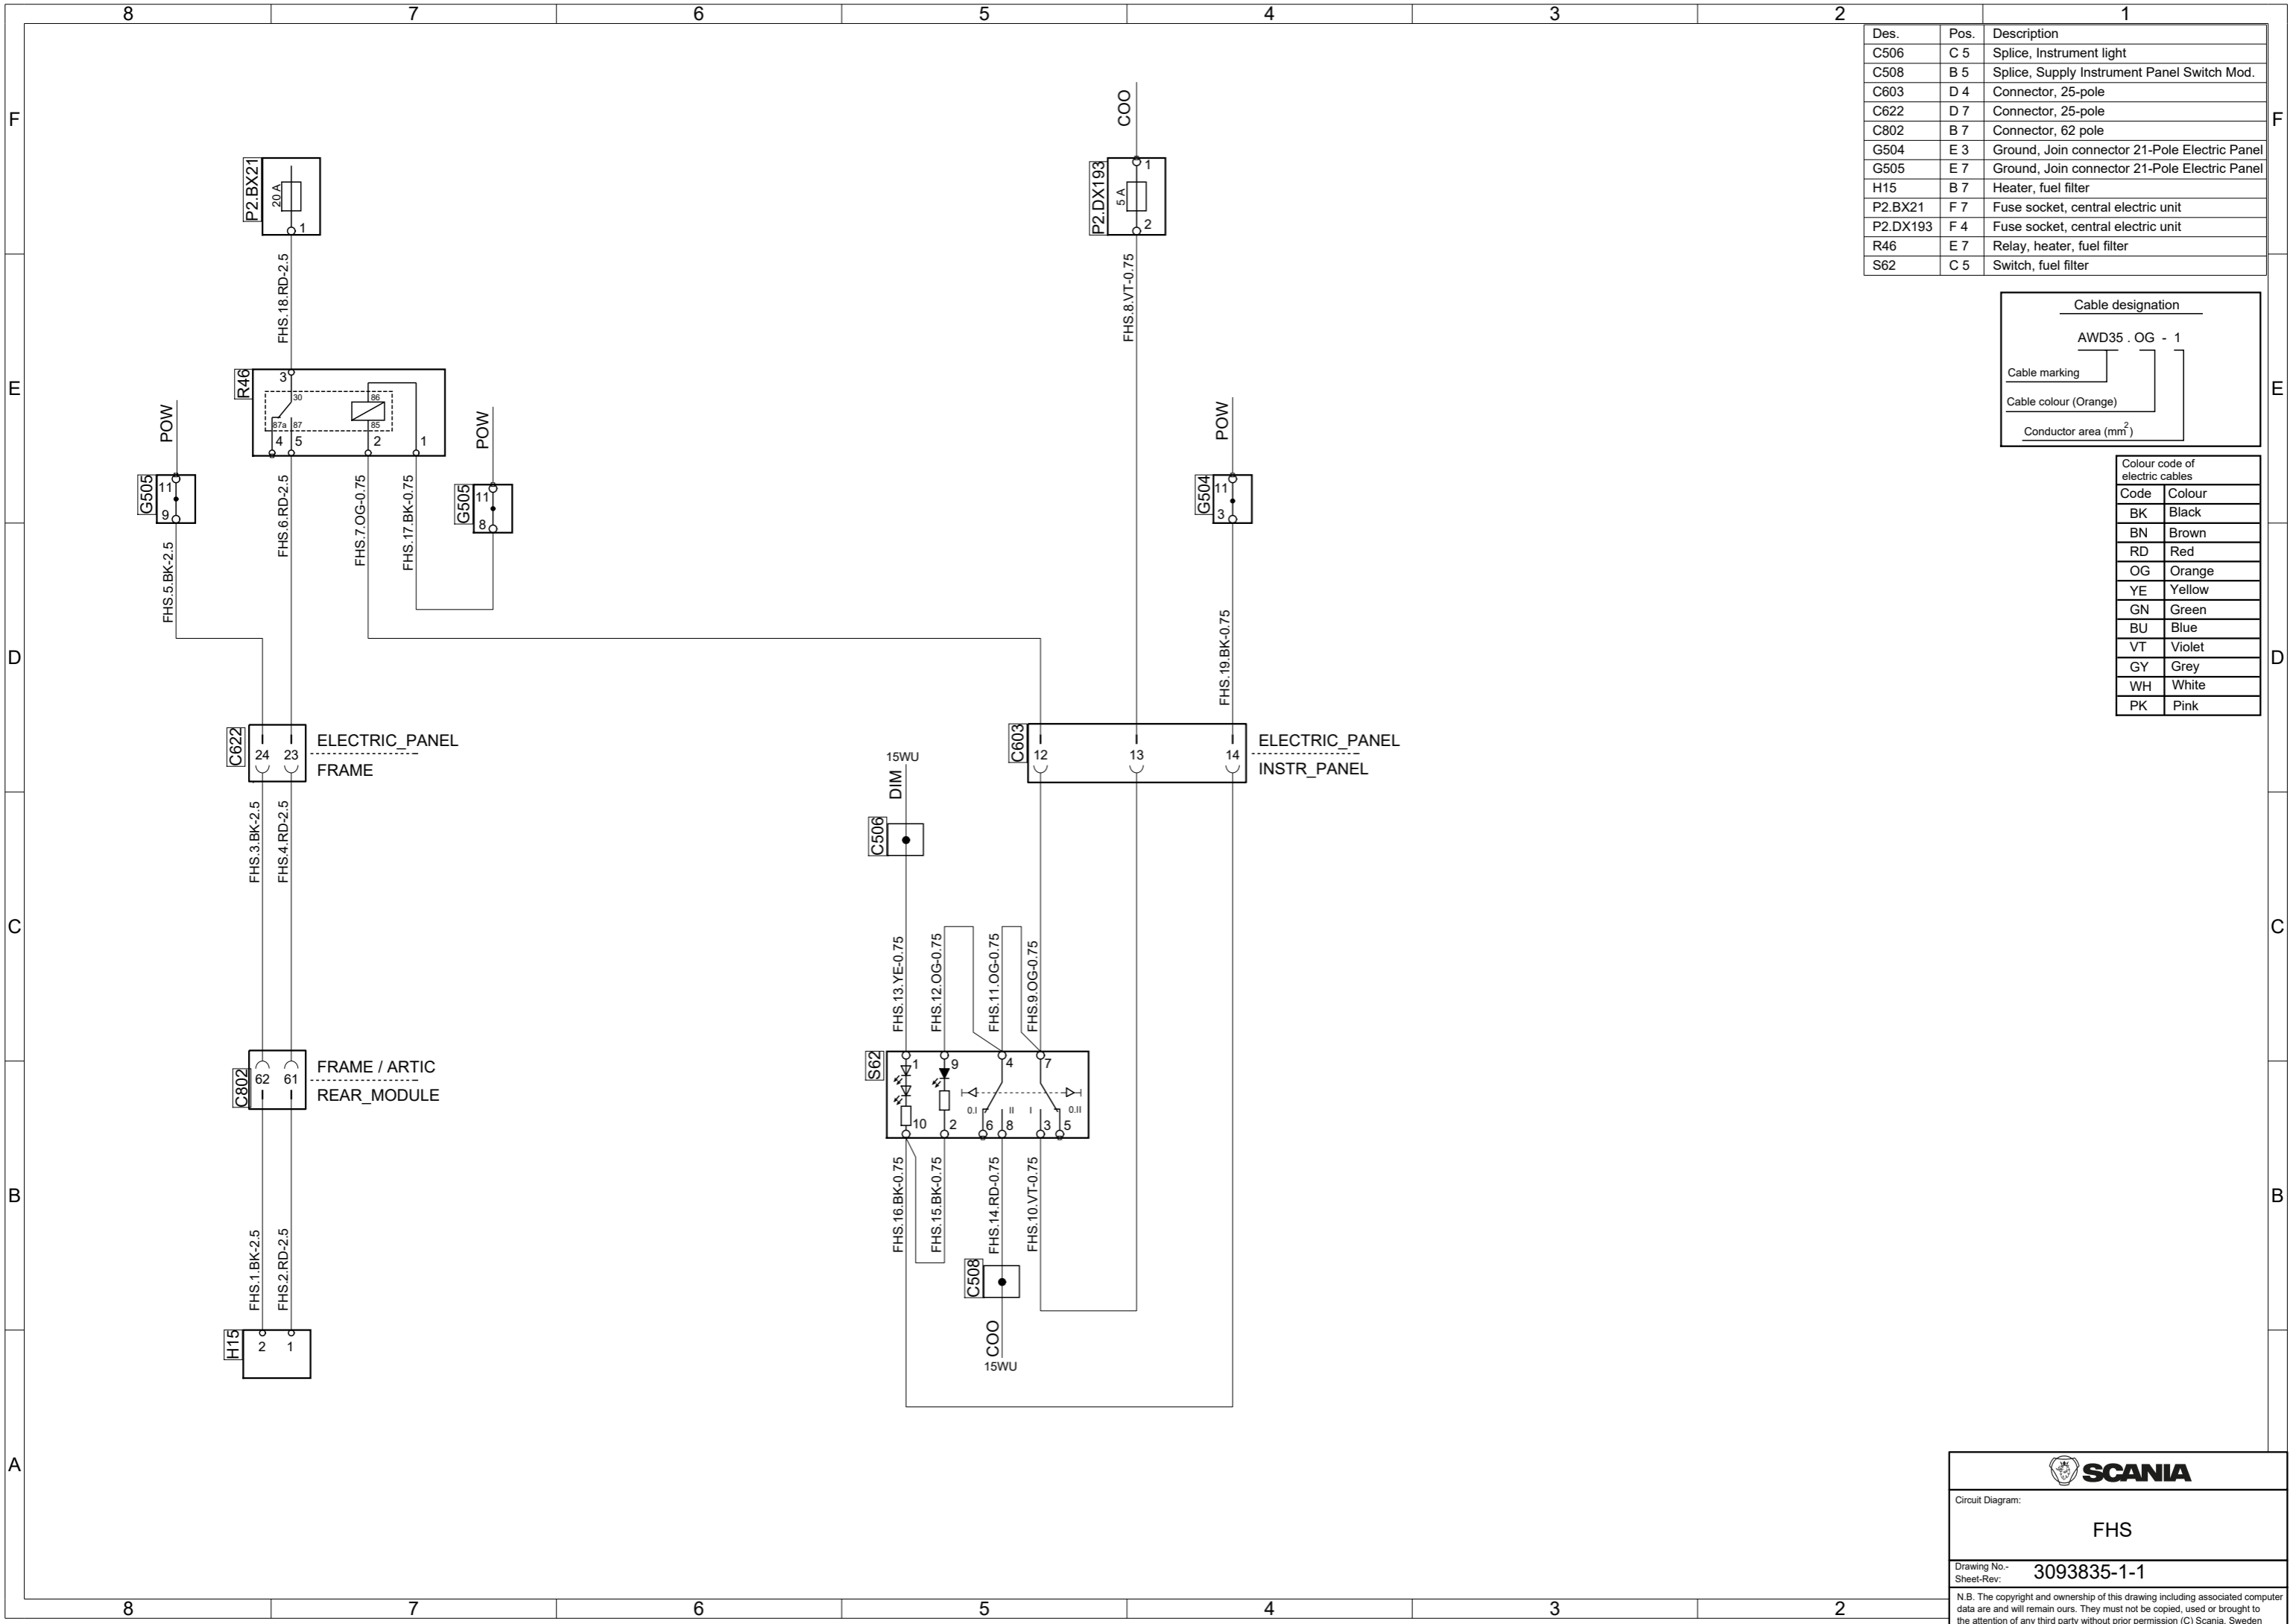 8 7 6 5 4 3 2 1
Des. Pos. Description
C506 C 5 Splice, Instrument light
C508 B 5 Splice, Supply Instrument Panel Switch Mod.
C603 D 4 Connector, 25-pole
C622 D 7 Connector, 25-pole
C802 B 7 Connector, 62 pole
G504 E 3 Ground, Join connector 21-Pole Electric Panel
G505 E 7 Ground, Join connector 21-Pole Electric Panel
H15 B 7 Heater, fuel filter
P2.BX21 F 7 Fuse socket, central electric unit
P2.DX193 F 4 Fuse socket, central electric unit
R46 E 7 Relay, heater, fuel filter
S62 C 5 Switch, fuel filter
F F
P2.BX21
20 A
1
COO
P2.DX193
1
5 A
2
FHS.18.RD-2.5
FHS.8.VT-0.75
Cable designation
AWD35 . OG - 1
Cable marking
Cable colour (Orange)
Conductor area (mm2)
E E
R46
3
30 86
87a 87 85
4 5 2 1
POW
G505
11
9
POW
G505
11
8
POW
G504
11
3
FHS.5.BK-2.5
FHS.6.RD-2.5
FHS.7.OG-0.75
FHS.17.BK-0.75
FHS.19.BK-0.75
Colour code of
electric cables
Code Colour
BK Black
BN Brown
RD Red
OG Orange
YE Yellow
GN Green
BU Blue
VT Violet
GY Grey
WH White
PK Pink
D D
C622
24 23
ELECTRIC_PANEL
FRAME
C603
12 13 14
ELECTRIC_PANEL
INSTR_PANEL
15WU
DIM
C506
FHS.3.BK-2.5
FHS.4.RD-2.5
C C
FHS.13.YE-0.75
FHS.12.OG-0.75
FHS.11.OG-0.75
FHS.9.OG-0.75
C802
62 61
FRAME / ARTIC
REAR_MODULE
S62
1 9 4 7
0.I II I 0.II
10 2 6 8 3 5
B B
FHS.16.BK-0.75
FHS.15.BK-0.75
FHS.14.RD-0.75
FHS.10.VT-0.75
FHS.1.BK-2.5
FHS.2.RD-2.5
C508
COO
15WU
H15
2 1
A
SCANIA
Circuit Diagram:
FHS
Drawing No.-
Sheet-Rev:
3093835-1-1
N.B. The copyright and ownership of this drawing including associated computer
data are and will remain ours. They must not be copied, used or brought to
the attention of any third party without prior permission (C) Scania, Sweden
8 7 6 5 4 3 2